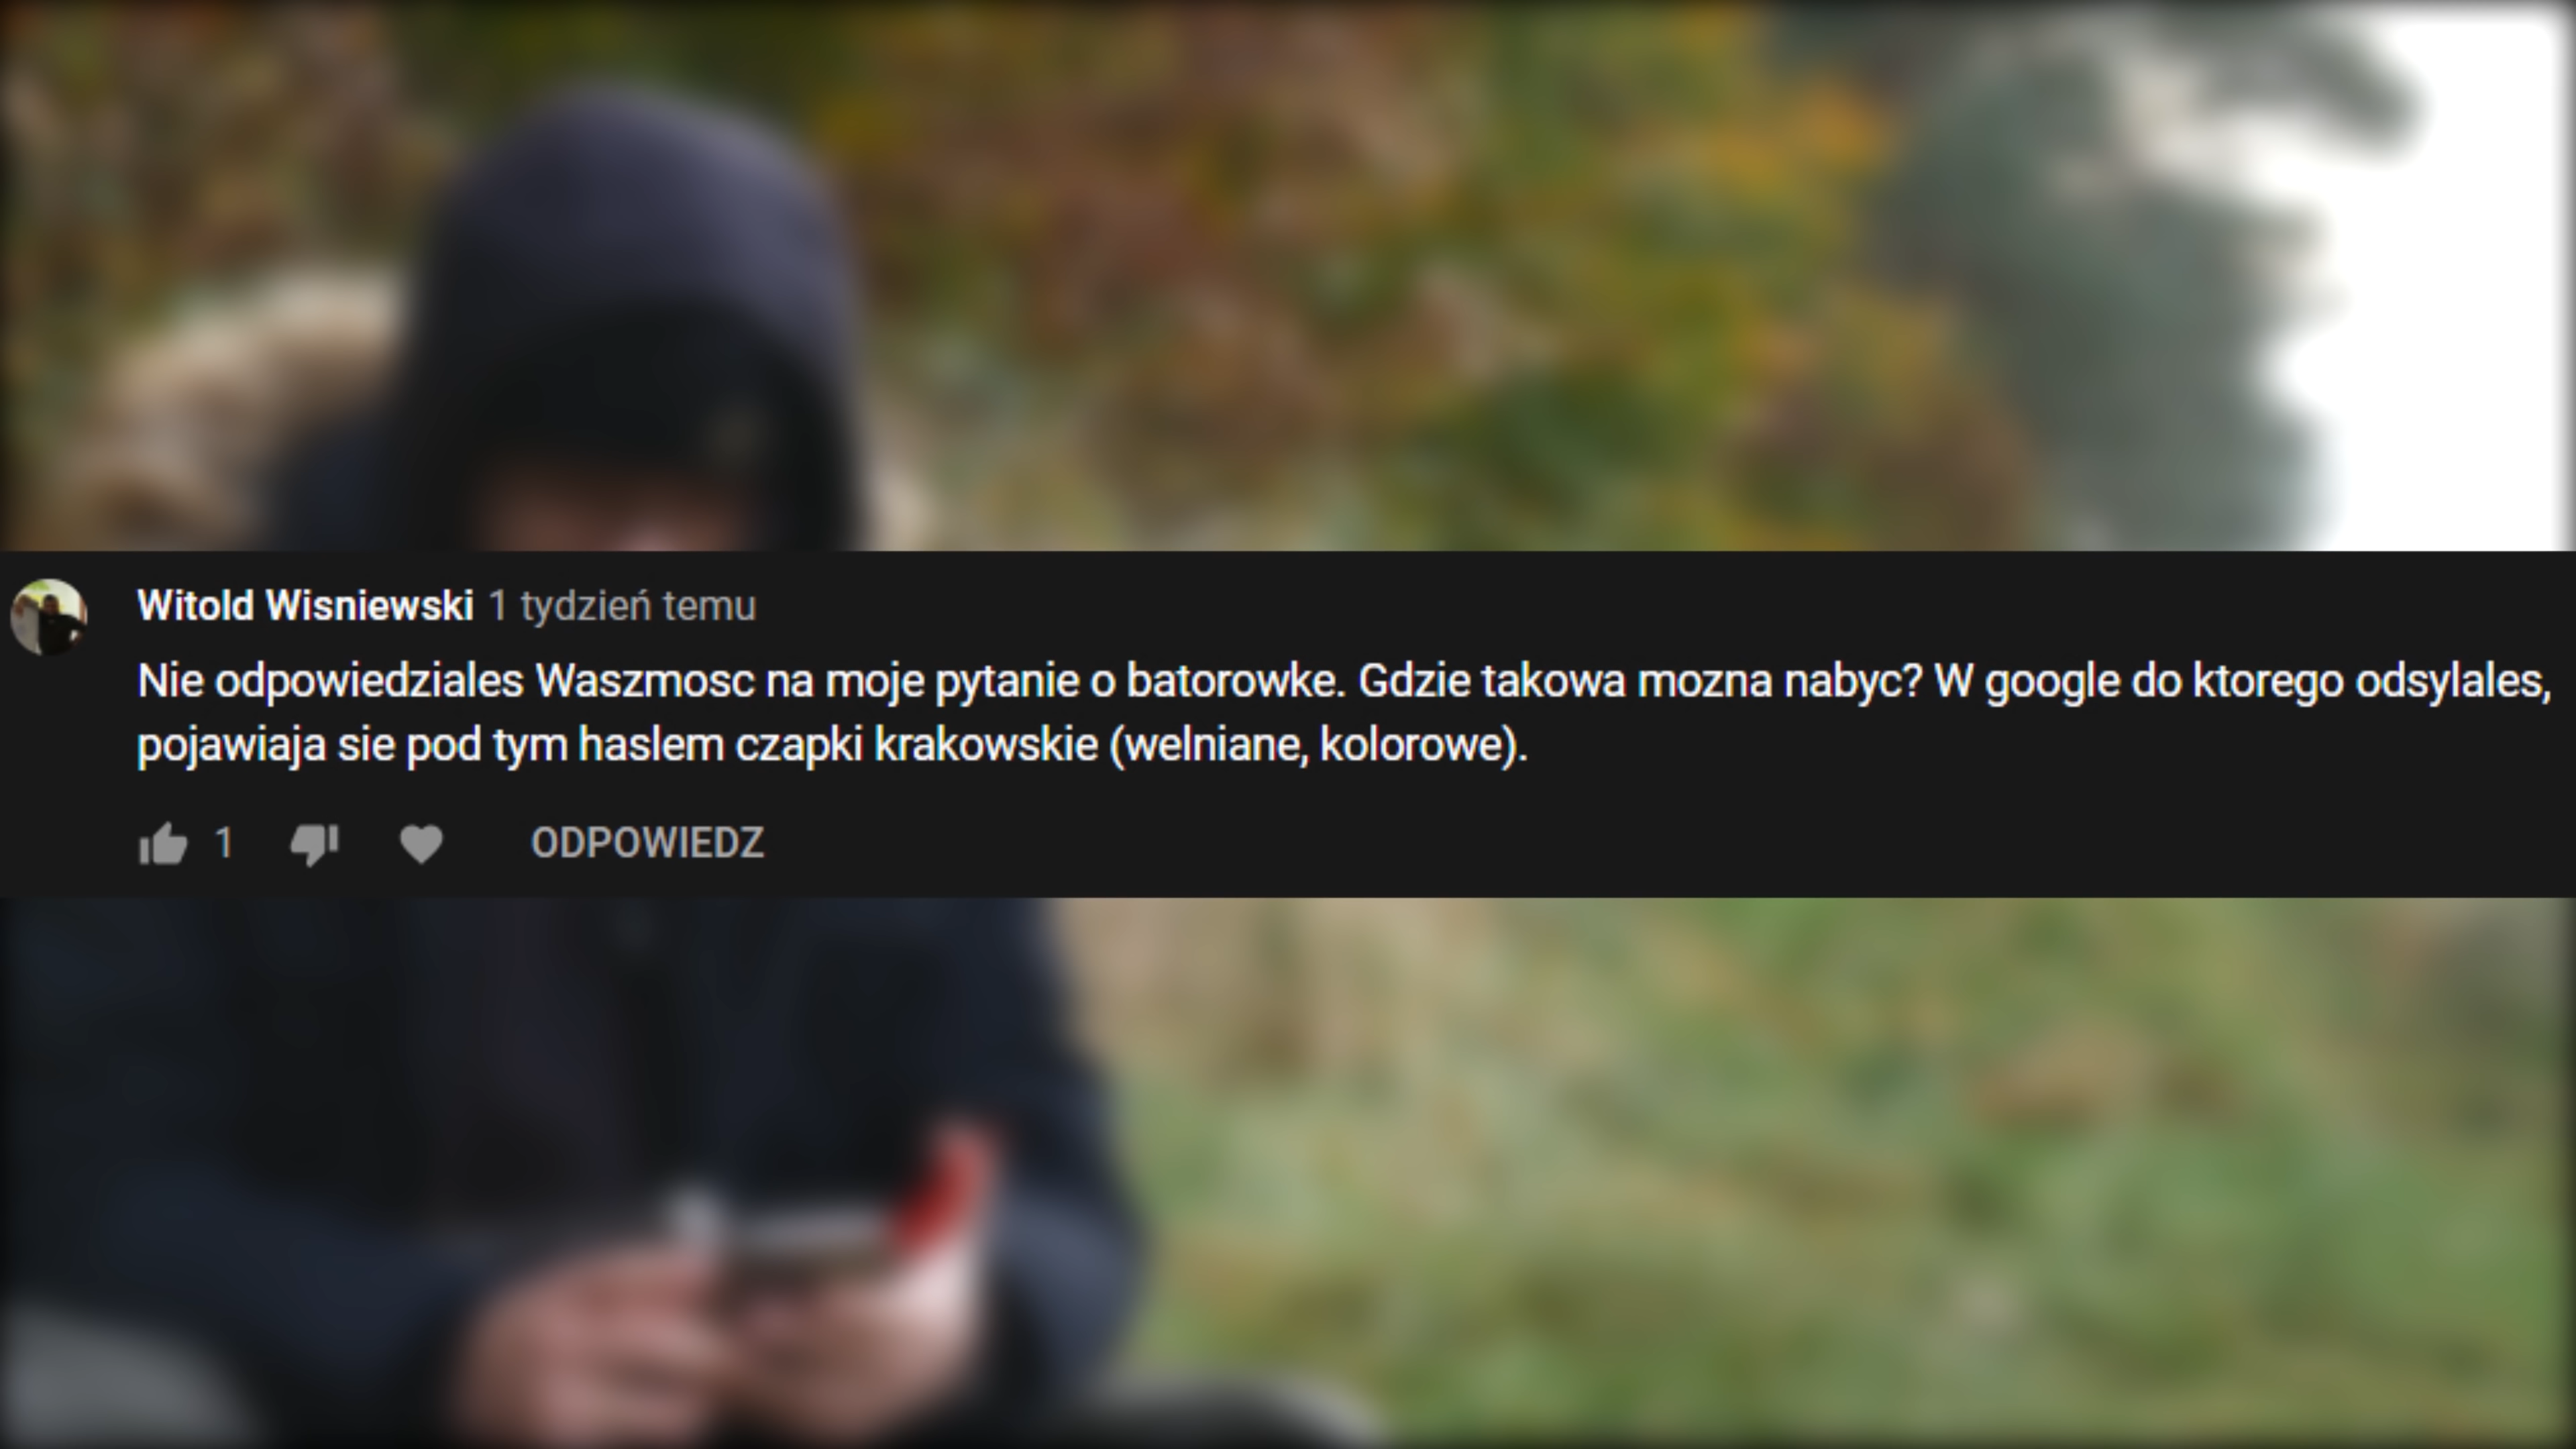 Witold Wisniewski 1 tydzień temu
Nie odpowiedziales Waszmosc na moje pytanie o batorowke. Gdzie takowa mozna nabyc? W google do ktorego odsylales,
pojawiaja sie pod tym haslem czapki krakowskie (welniane, kolorowe).
1 ODPOWIEDZ